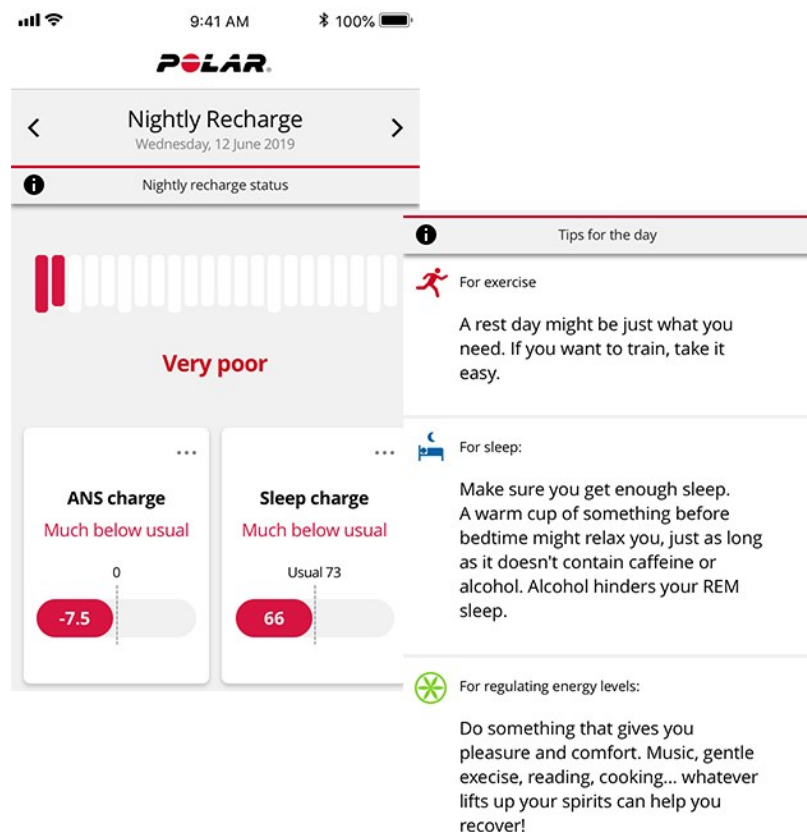 9:41 AM
100%
POLAR
Nightly Recharge
Wednesday, 12 June 2019
Nightly recharge status
Very poor
ANS charge
Much below usual
0
-7.5
Sleep charge
Much below usual
Usual 73
66
Tips for the day
For exercise
A rest day might be just what you
need. If you want to train, take it
easy.
For sleep:
Make sure you get enough sleep.
A warm cup of something before
bedtime might relax you, just as long
as it doesn't contain caffeine or
alcohol. Alcohol hinders your REM
sleep.
For regulating energy levels:
Do something that gives you
pleasure and comfort. Music, gentle
execise, reading, cooking... whatever
lifts up your spirits can help you
recover!